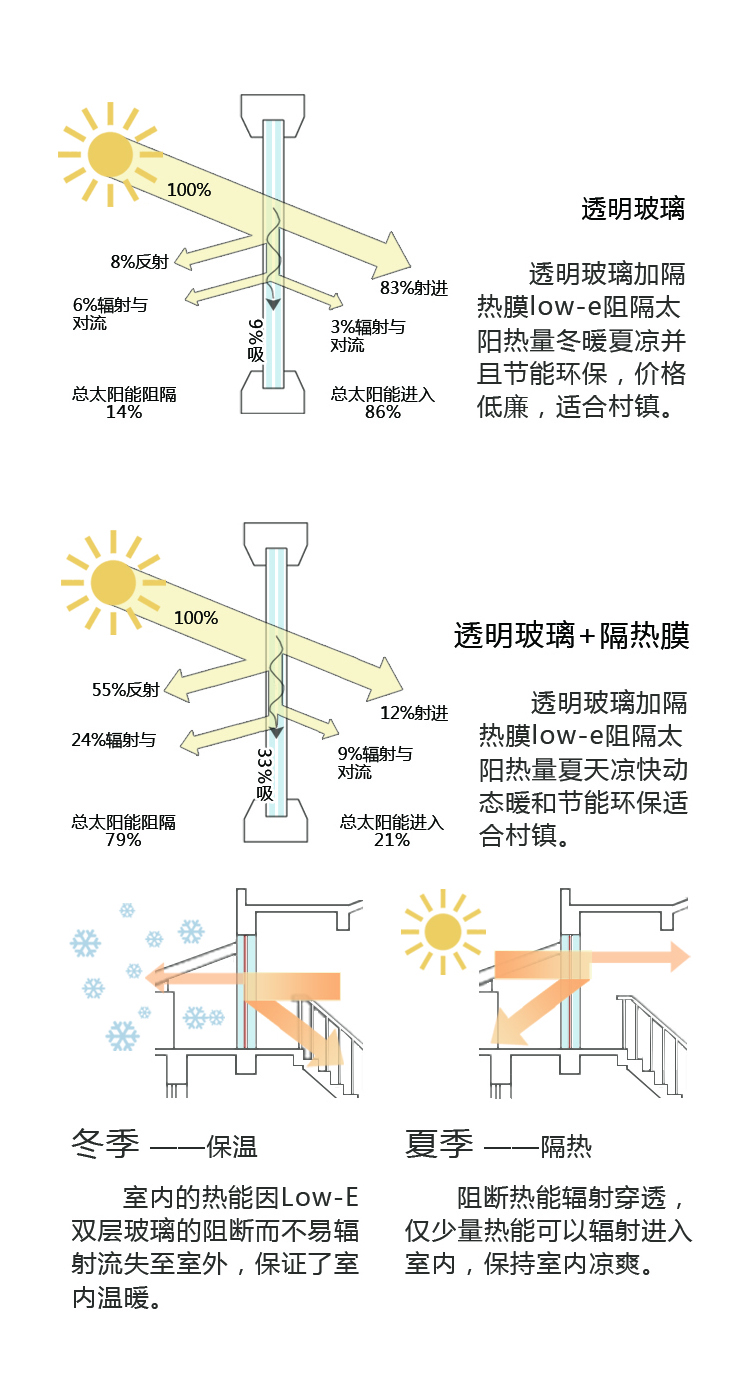 100%
8%反射
6%辐射与
对流
83%射进
3%辐射与
对流
9%吸
总太阳能阻隔
14%
总太阳能进入
86%
透明玻璃
透明玻璃加隔
热膜low-e阻隔太
阳热量冬暖夏凉并
且节能环保，价格
低廉，适合村镇。
100%
55%反射
24%辐射与
12%射进
9%辐射与
对流
33%吸
总太阳能阻隔
79%
总太阳能进入
21%
透明玻璃+隔热膜
透明玻璃加隔
热膜low-e阻隔太
阳热量夏天凉快动
态暖和节能环保适
合村镇。
冬季 ——保温
室内的热能因Low-E
双层玻璃的阻断而不易辐
射流失至室外，保证了室
内温暖。
夏季 ——隔热
阻断热能辐射穿透，
仅少量热能可以辐射进入
室内，保持室内凉爽。